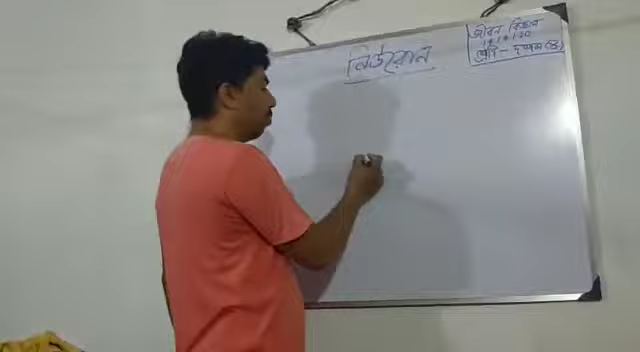 নিউরোন
জীবন বিজ্ঞান
শ্রেণি - দশম